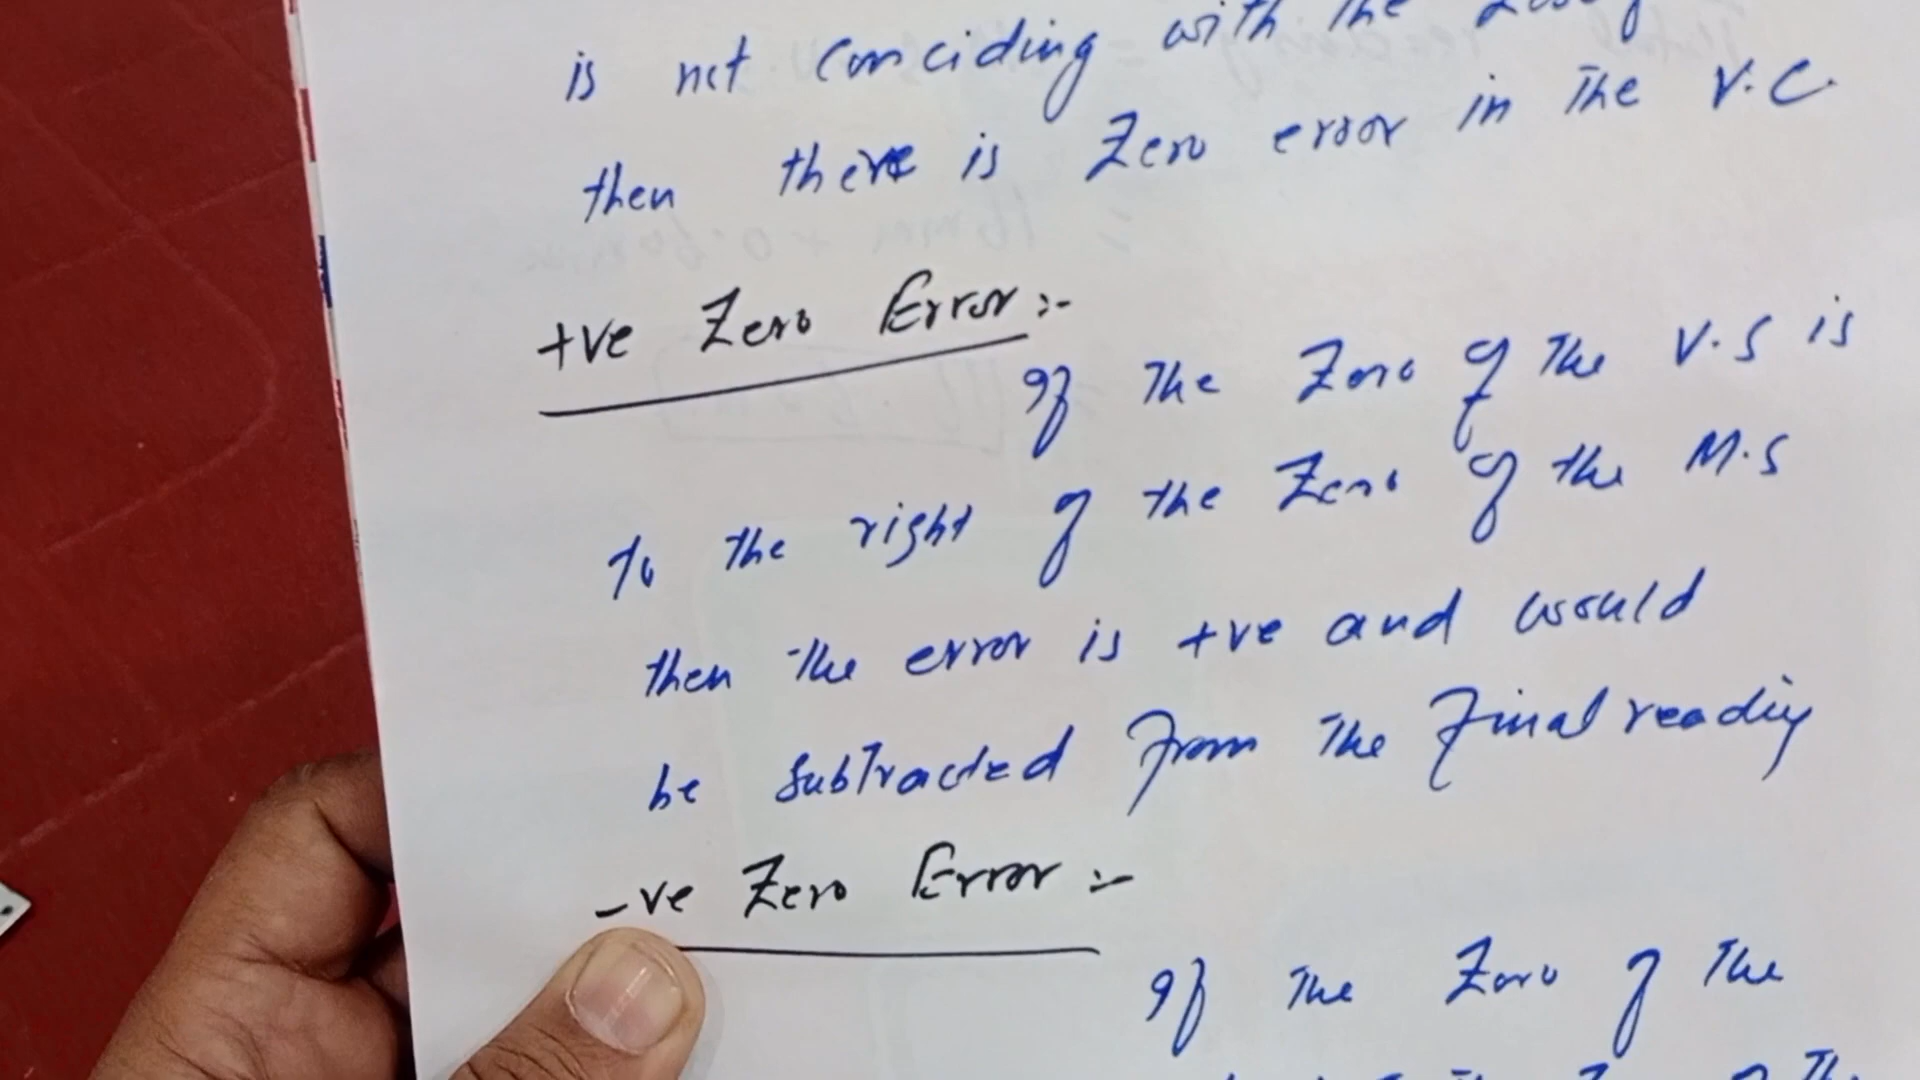 is not conciding with the
then there is Zero error in The V.C.
+ve Zero Error :-
If The Zero of The V.S is
To the right of the Zero of the M.S
then the error is +ve and would
be subtracted from The Final reading
-ve Zero Error :-
If The Zero of The